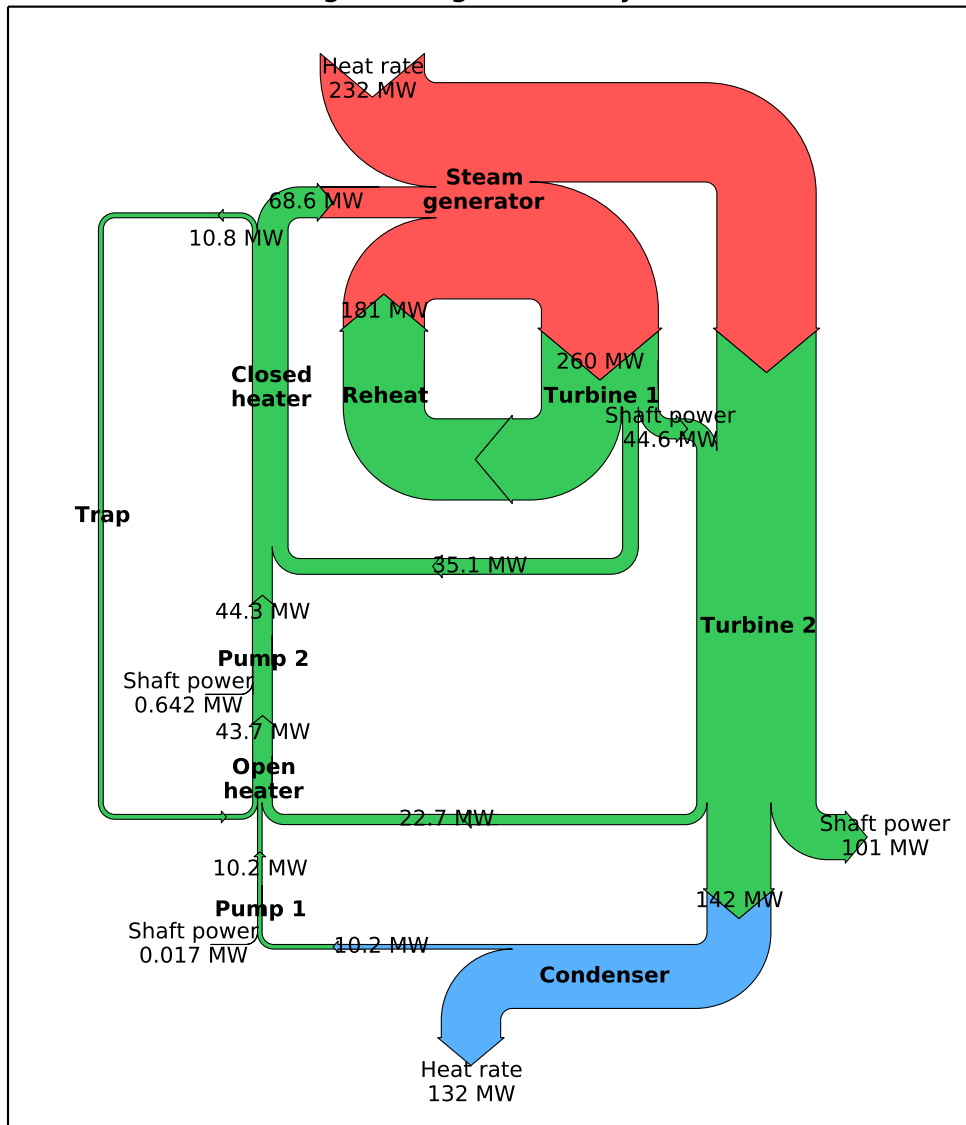 Heat rate
232 MW
Steam
generator
68.6 MW
10.8 MW
181 MW
260 MW
Closed
heater
Reheat
Turbine 1
Shaft power
44.6 MW
Trap
35.1 MW
44.3 MW
Turbine 2
Pump 2
Shaft power
0.642 MW
43.7 MW
Open
heater
22.7 MW
Shaft power
101 MW
10.2 MW
142 MW
Pump 1
Shaft power
0.017 MW
10.2 MW
Condenser
Heat rate
132 MW